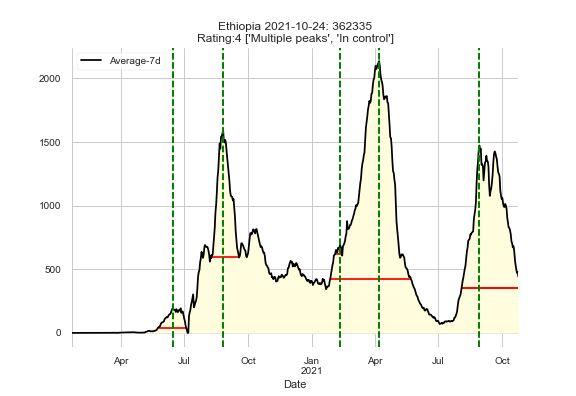 Ethiopia 2021-10-24: 362335
Rating:4 ['Multiple peaks', 'In control']
Average-7d
2000
1500
1000
500
0
Apr
Jul
Oct
Jan
2021
Apr
Jul
Oct
Date